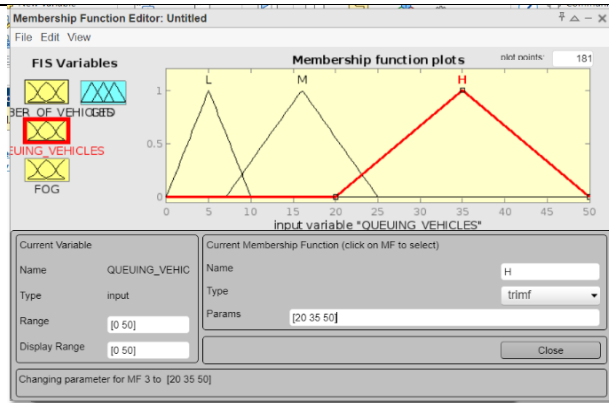 Membership Function Editor: Untitled
File Edit View
FIS Variables
BER_OF_VEHICLES
EUING_VEHICLES
FOG
Membership function plots
plot points:
181
L
M
H
1
0.5
0
0 5 10 15 20 25 30 35 40 45 50
input variable "QUEUING_VEHICLES"
Current Variable
Name QUEUING_VEHIC
Type input
Range [0 50]
Display Range [0 50]
Current Membership Function (click on MF to select)
Name H
Type trimf
Params [20 35 50]
Close
Changing parameter for MF 3 to [20 35 50]